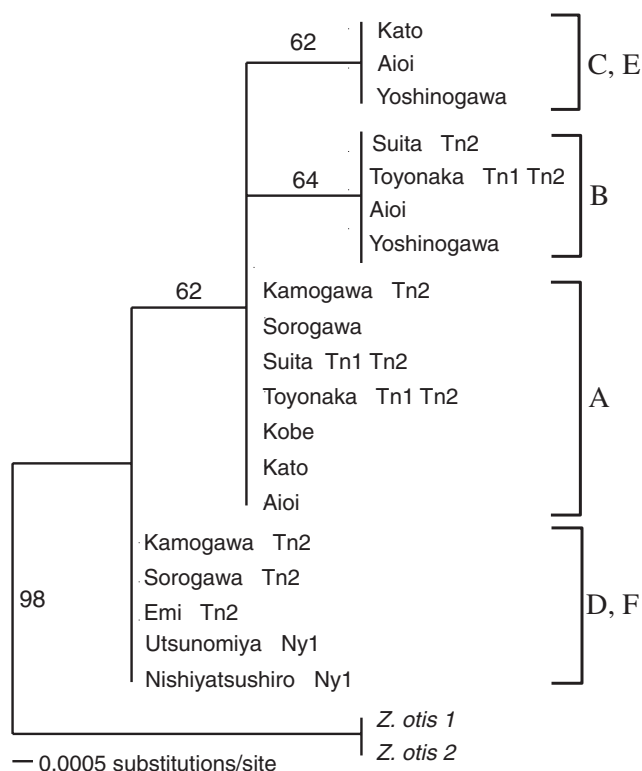 62
Kato
Aioi
Yoshinogawa
C, E
64
Suita Tn2
Toyonaka Tn1 Tn2
Aioi
Yoshinogawa
B
62
Kamogawa Tn2
Sorogawa
Suita Tn1 Tn2
Toyonaka Tn1 Tn2
Kobe
Kato
Aioi
A
Kamogawa Tn2
Sorogawa Tn2
Emi Tn2
Utsunomiya Ny1
Nishiyatsushiro Ny1
D, F
98
Z. otis 1
Z. otis 2
0.0005 substitutions/site